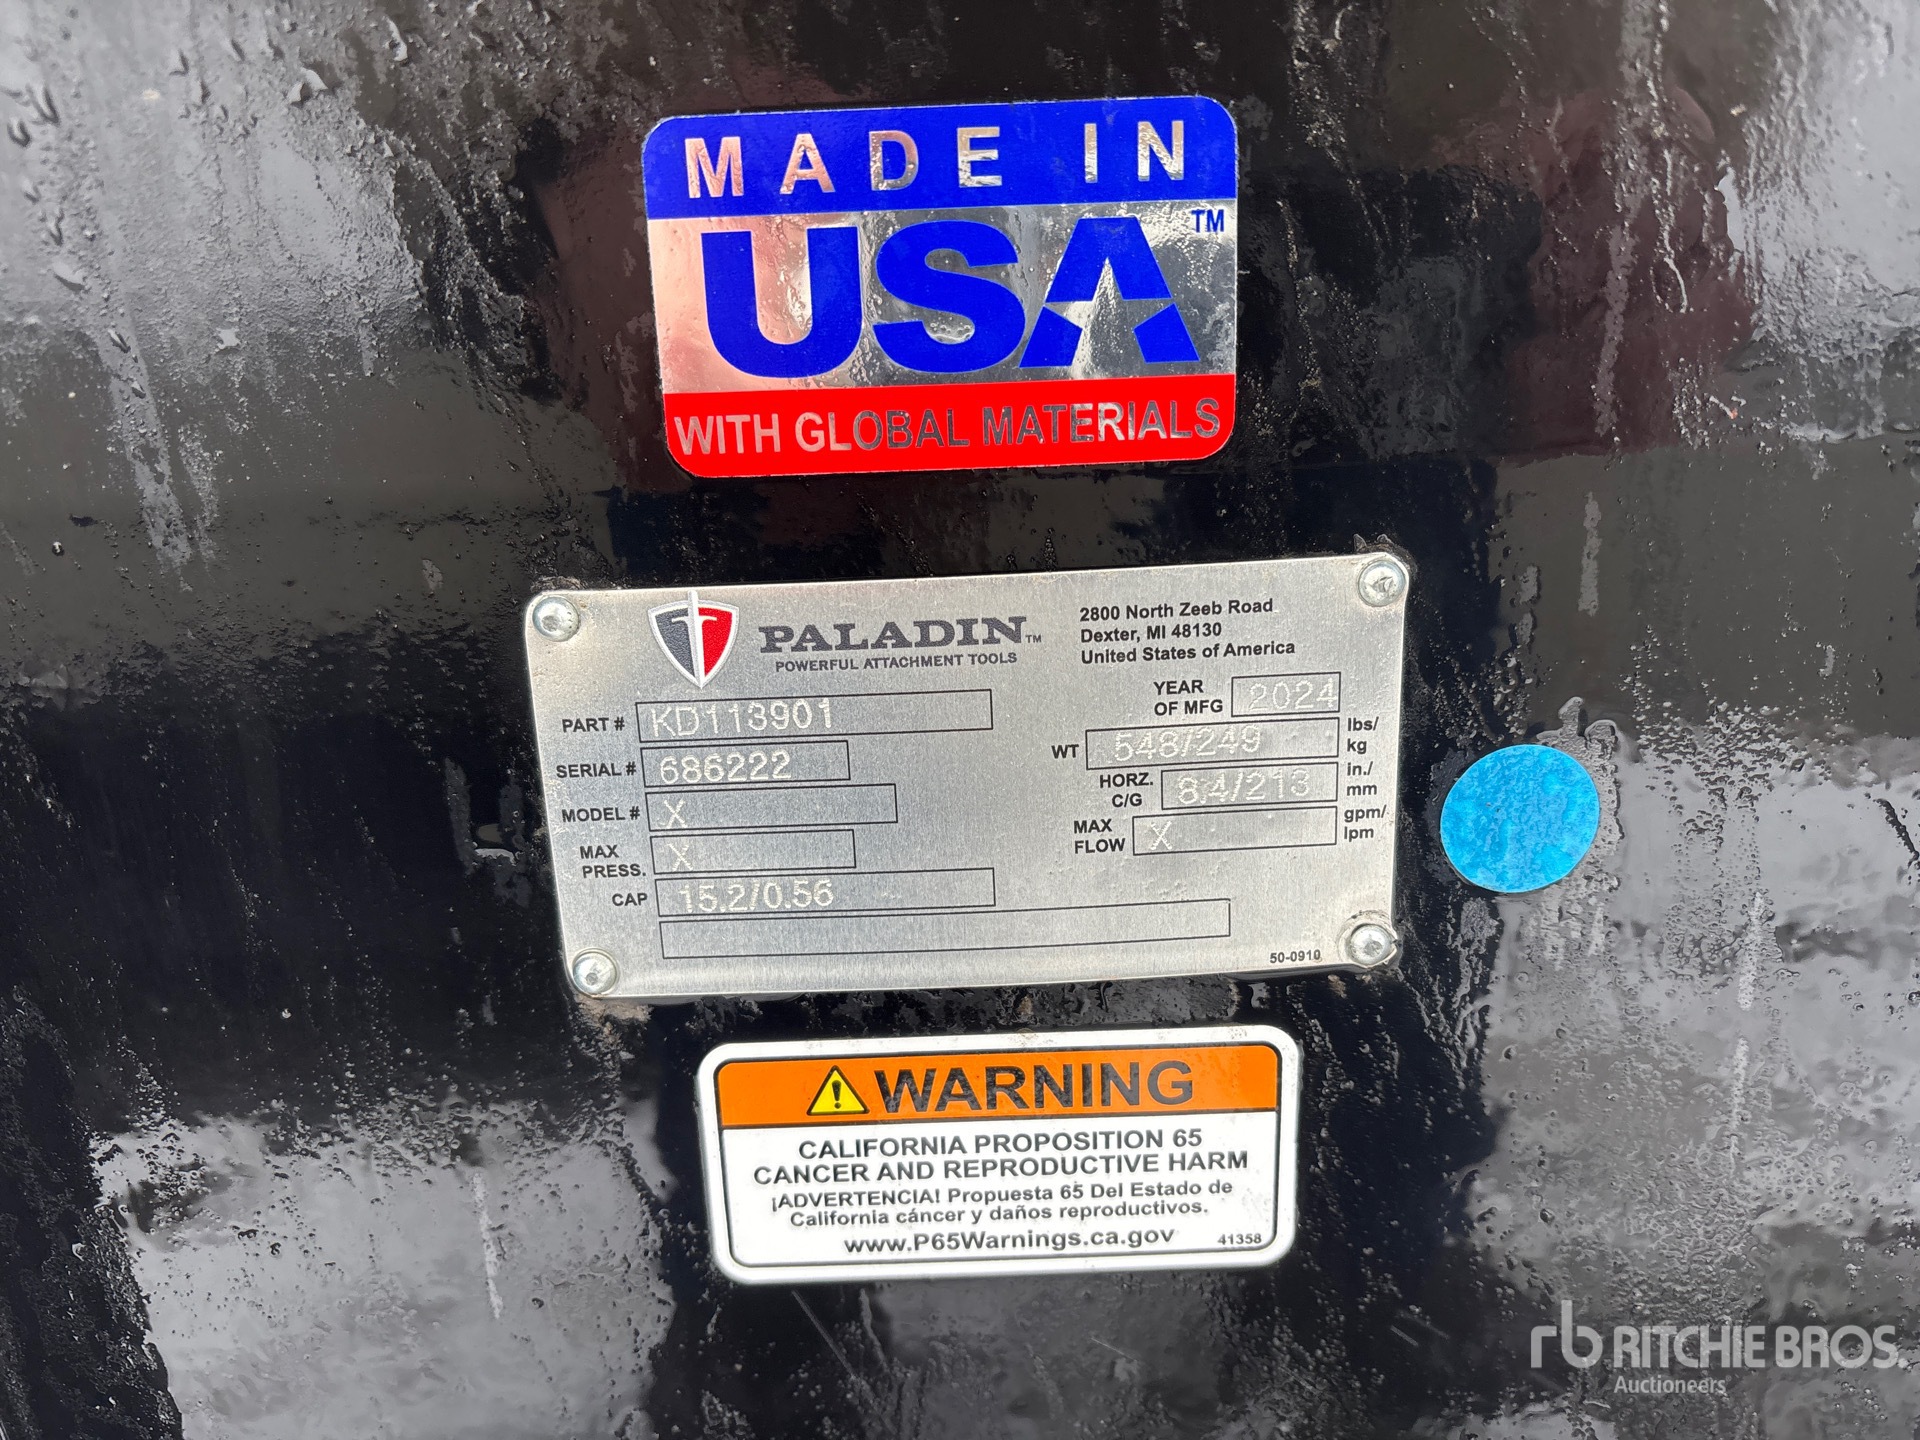 MADE IN
USA™
WITH GLOBAL MATERIALS
PALADIN™
POWERFUL ATTACHMENT TOOLS
2800 North Zeeb Road
Dexter, MI 48130
United States of America
PART # KD113901
SERIAL # 686222
MODEL # X
MAX
PRESS. X
CAP 15.2/0.56
YEAR
OF MFG 2024
WT 548/249 lbs/
kg
HORZ.
C/G 8.4/213 in./
mm
MAX
FLOW X gpm/
lpm
50-0910
WARNING
CALIFORNIA PROPOSITION 65
CANCER AND REPRODUCTIVE HARM
¡ADVERTENCIA! Propuesta 65 Del Estado de
California cáncer y daños reproductivos.
www.P65Warnings.ca.gov 41358
rb RITCHIE BROS.
Auctioneers